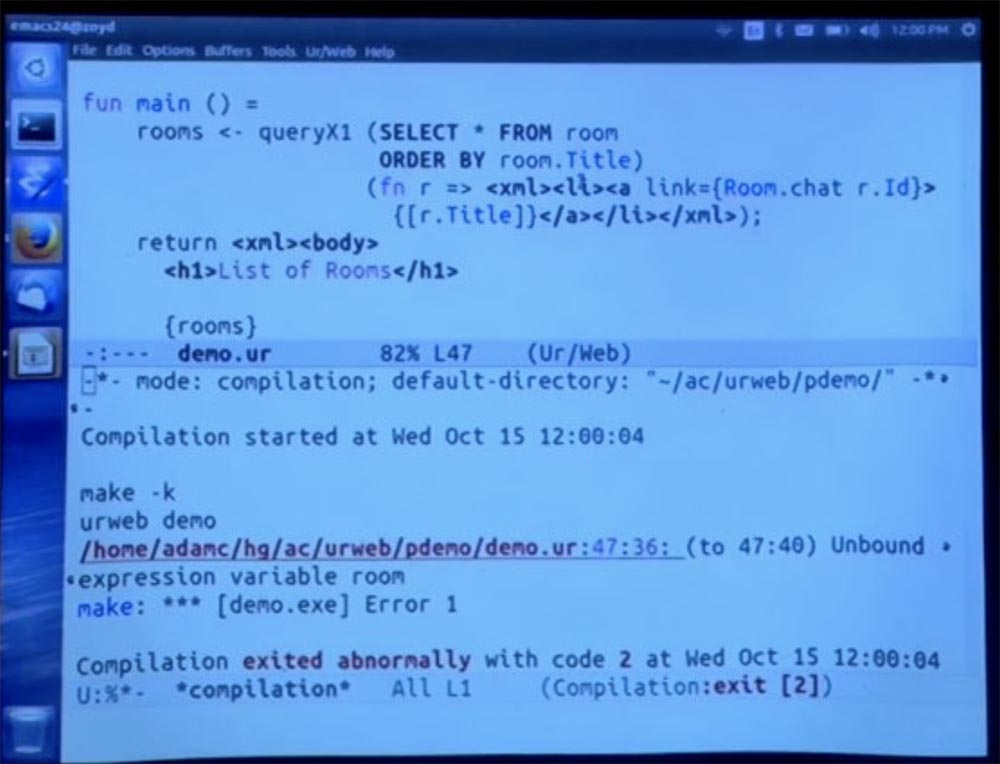 emacs24@zoyd
12:00 PM
File Edit Options Buffers Tools Ur/Web Help
fun main () =
rooms <- queryX1 (SELECT * FROM room
ORDER BY room.Title)
(fn r => <xml><li><a link={Room.chat r.Id}>
{[r.Title]}</a></li></xml>);
return <xml><body>
<h1>List of Rooms</h1>
{rooms}
-:--- demo.ur 82% L47 (Ur/Web)
-*- mode: compilation; default-directory: "~/ac/urweb/pdemo/" -*
-
Compilation started at Wed Oct 15 12:00:04
make -k
urweb demo
/home/adamc/hg/ac/urweb/pdemo/demo.ur:47:36: (to 47:40) Unbound
expression variable room
make: *** [demo.exe] Error 1
Compilation exited abnormally with code 2 at Wed Oct 15 12:00:04
U:%*- *compilation* All L1 (Compilation:exit [2])